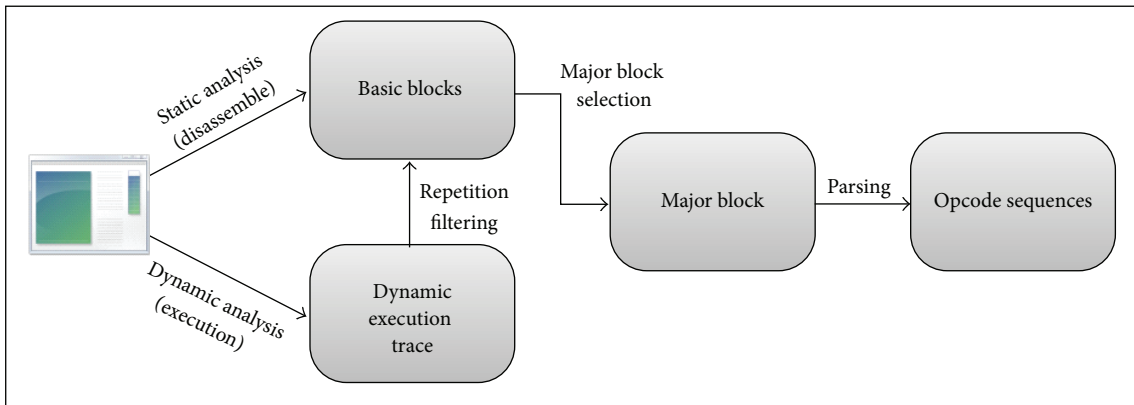 Static analysis
(disassemble)
Basic blocks
Major block
selection
Repetition
filtering
Major block
Parsing
Opcode sequences
Dynamic analysis
(execution)
Dynamic
execution
trace